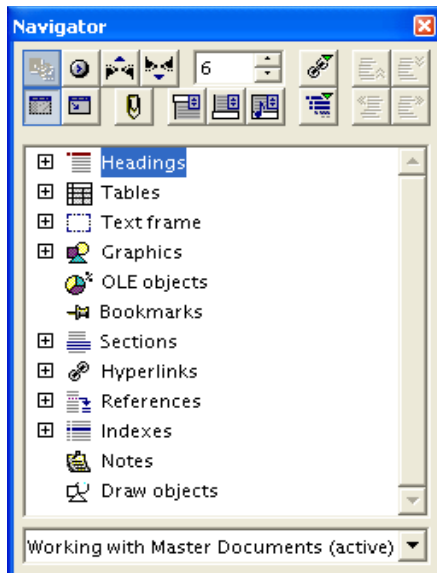 Navigator
6
Headings
Tables
Text frame
Graphics
OLE objects
Bookmarks
Sections
Hyperlinks
References
Indexes
Notes
Draw objects
Working with Master Documents (active)